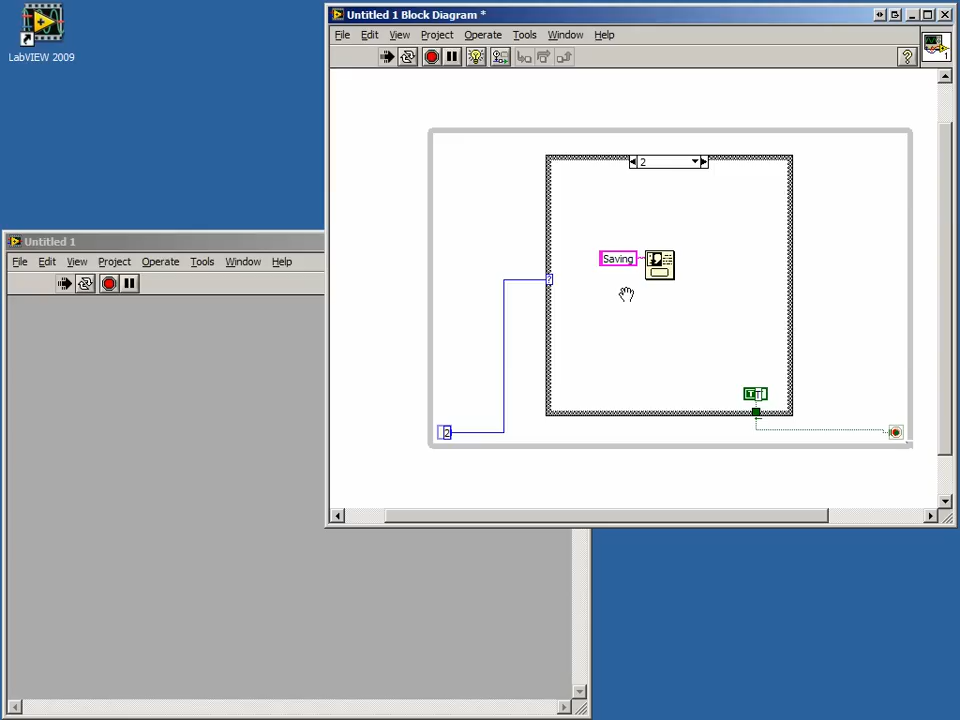 LabVIEW 2009
Untitled 1 Block Diagram *
File Edit View Project Operate Tools Window Help
?
1
2
Saving
?
T
2
Untitled 1
File Edit View Project Operate Tools Window Help